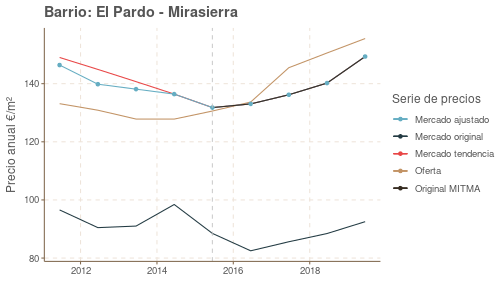 Barrio: El Pardo - Mirasierra
Precio anual €/m²
140
120
100
80
2012
2014
2016
2018
Serie de precios
Mercado ajustado
Mercado original
Mercado tendencia
Oferta
Original MITMA